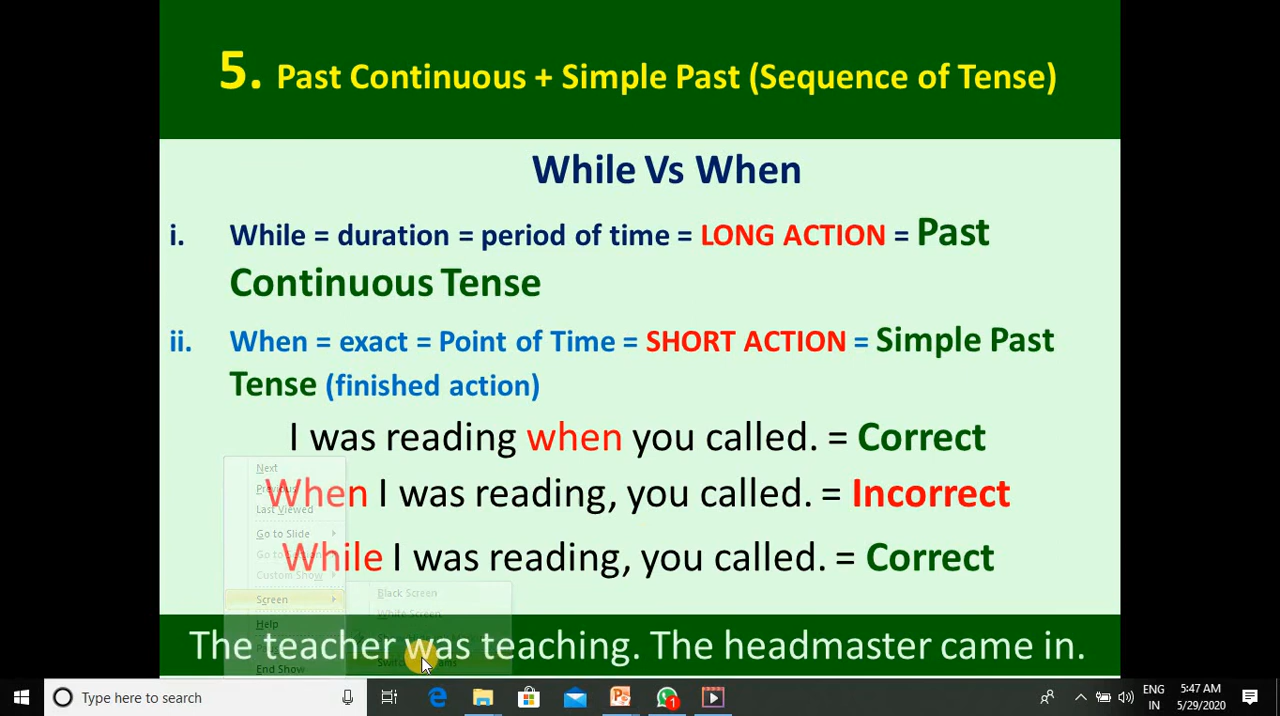 5. Past Continuous + Simple Past (Sequence of Tense)
While Vs When
i. While = duration = period of time = LONG ACTION = Past
Continuous Tense
ii. When = exact = Point of Time = SHORT ACTION = Simple Past
Tense (finished action)
I was reading when you called. = Correct
When I was reading, you called. = Incorrect
While I was reading, you called. = Correct
The teacher was teaching. The headmaster came in.
Next
Previous
Last Viewed
Go to Slide
Custom Show
Screen
Help
End Show
Black Screen
White Screen
Type here to search
ENG
IN
5:47 AM
5/29/2020
1